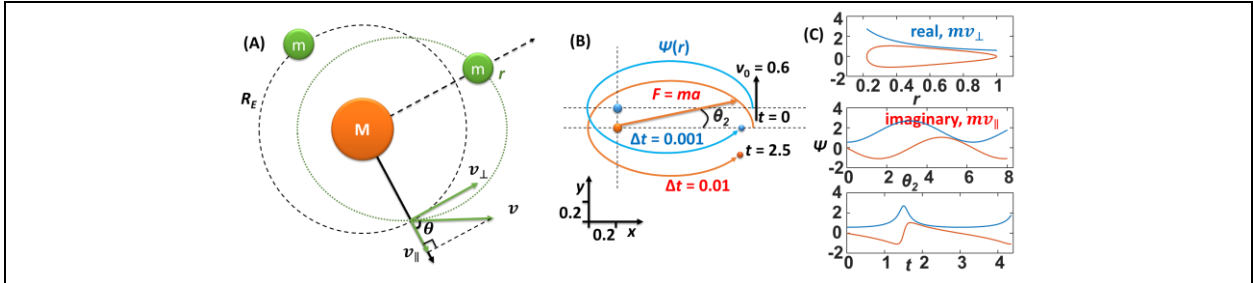 (A)
m
m
r
R_E
M
v⊥
v
θ
v∥
(B)
Ψ(r)
v₀ = 0.6
F = ma
θ₂
t = 0
Δt = 0.001
t = 2.5
Δt = 0.01
y
0.2
0.2
x
(C)
4
2
0
-2
real, mv⊥
0.2 0.4 0.6 0.8 1
r
4
2
0
-2
Ψ
imaginary, mv∥
0 2 4 6 8
θ₂
4
2
0
-2
0 1 2 3 4
t